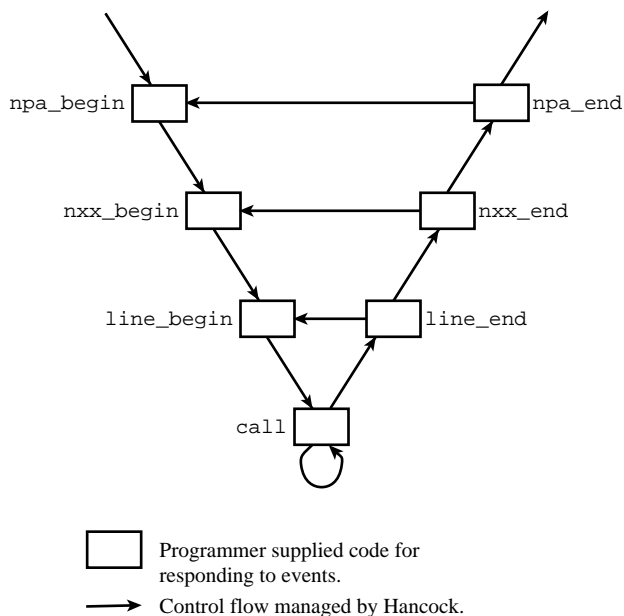 npa_begin
npa_end
nxx_begin
nxx_end
line_begin
line_end
call
Programmer supplied code for
responding to events.
Control flow managed by Hancock.